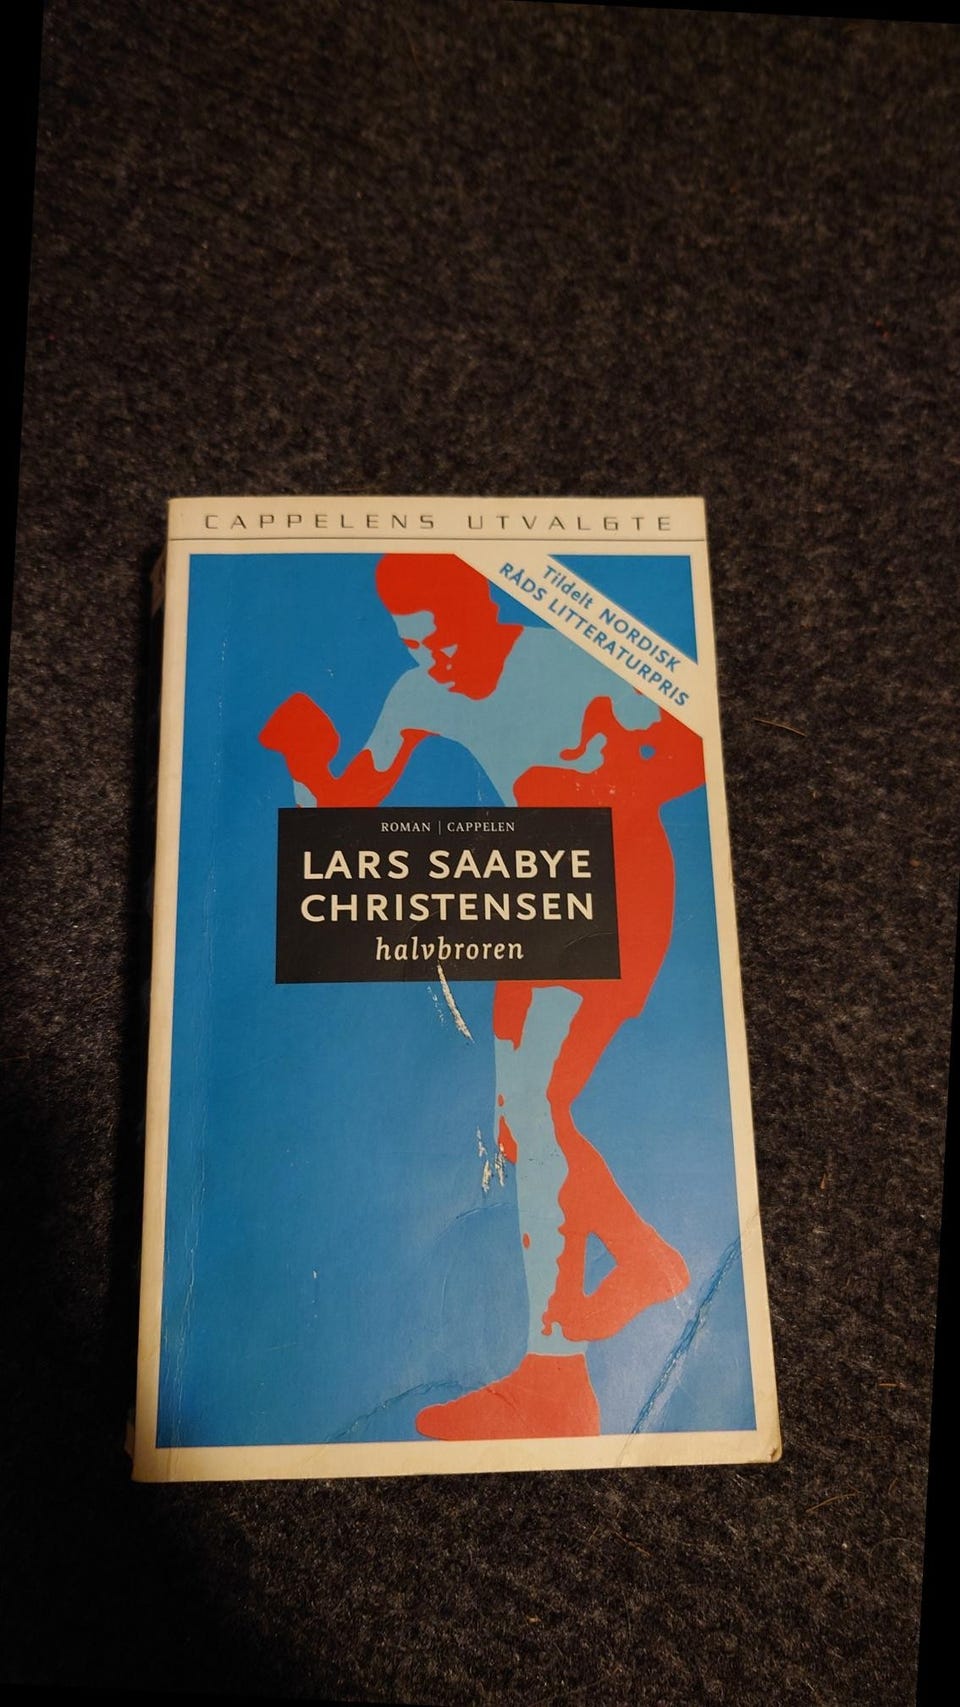 CAPPELENS UTVALGTE
Tildelt NORDISK
RÅDS LITTERATURPRIS
ROMAN | CAPPELEN
LARS SAABYE
CHRISTENSEN
halvbroren